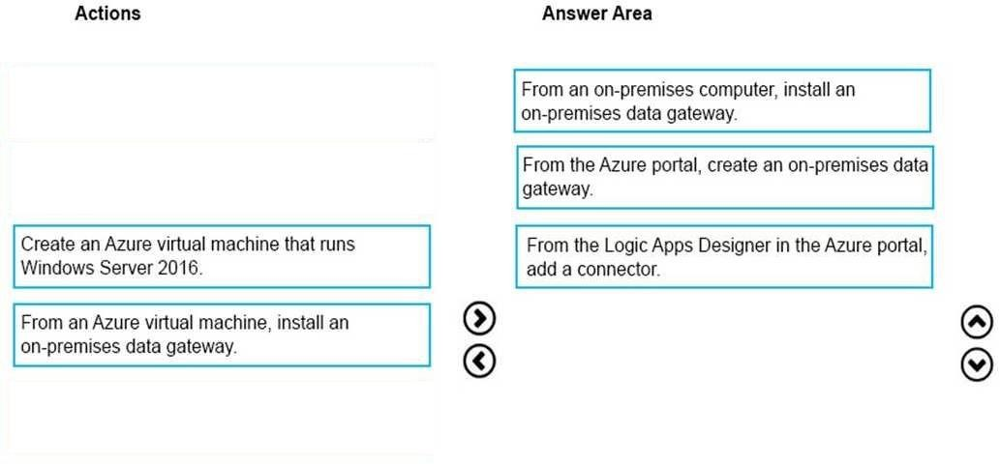 Actions
Answer Area
From an on-premises computer, install an
on-premises data gateway.
From the Azure portal, create an on-premises data
gateway.
Create an Azure virtual machine that runs
Windows Server 2016.
From the Logic Apps Designer in the Azure portal,
add a connector.
From an Azure virtual machine, install an
on-premises data gateway.